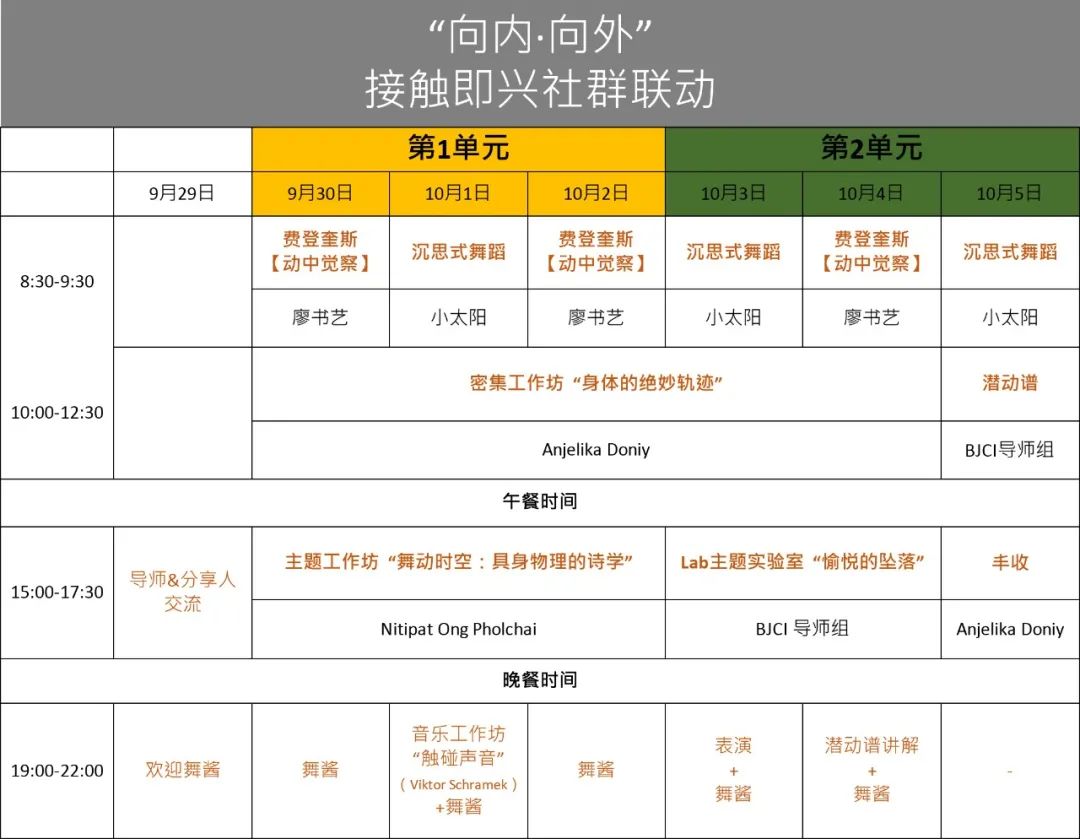 “向内·向外”
接触即兴社群联动
第1单元
第2单元
9月29日
9月30日
10月1日
10月2日
10月3日
10月4日
10月5日
8:30-9:30
费登奎斯
【动中觉察】
沉思式舞蹈
费登奎斯
【动中觉察】
沉思式舞蹈
费登奎斯
【动中觉察】
沉思式舞蹈
廖书艺
小太阳
廖书艺
小太阳
廖书艺
小太阳
10:00-12:30
密集工作坊 “身体的绝妙轨迹”
潜动谱
Anjelika Doniy
BJCI导师组
午餐时间
15:00-17:30
导师&分享人
交流
主题工作坊 “舞动时空：具身物理的诗学”
Lab主题实验室 “愉悦的坠落”
丰收
Nitipat Ong Pholchai
BJCI 导师组
Anjelika Doniy
晚餐时间
19:00-22:00
欢迎舞酱
舞酱
音乐工作坊
“触碰声音”
（Viktor Schramek）
+舞酱
舞酱
表演
+
舞酱
潜动谱讲解
+
舞酱
-